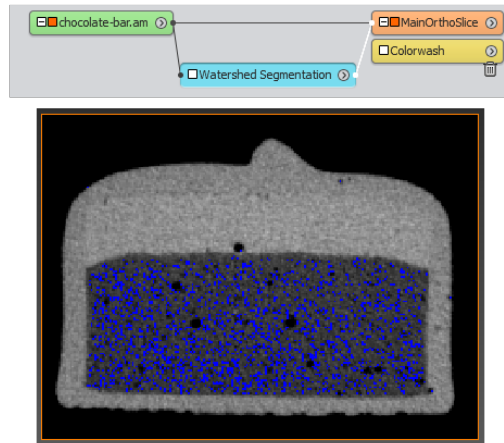 chocolate-bar.am
MainOrthoSlice
Colorwash
Watershed Segmentation